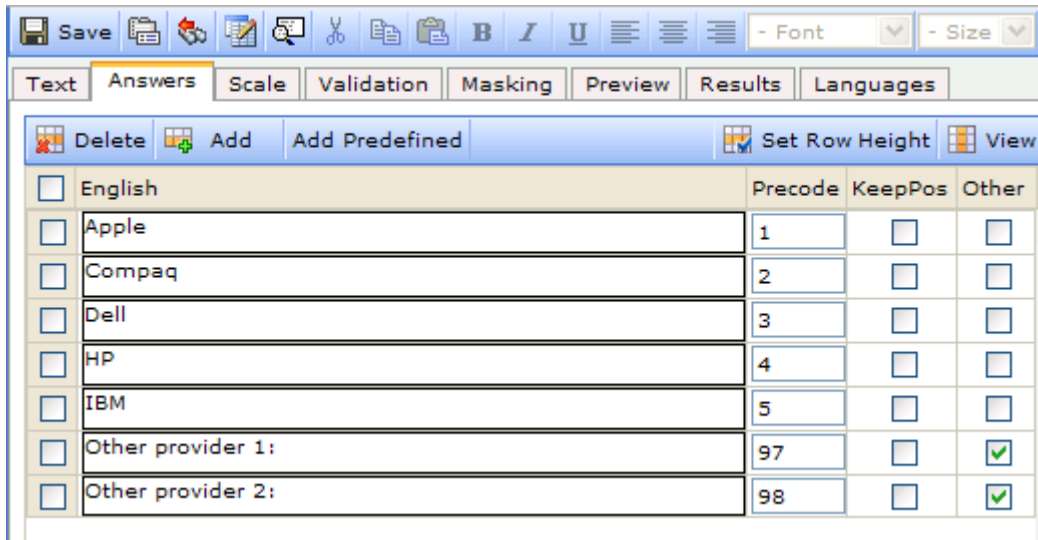 Save B I U - Font - Size
Text Answers Scale Validation Masking Preview Results Languages
Delete Add Add Predefined Set Row Height View
English Precode KeepPos Other
Apple 1
Compaq 2
Dell 3
HP 4
IBM 5
Other provider 1: 97
Other provider 2: 98